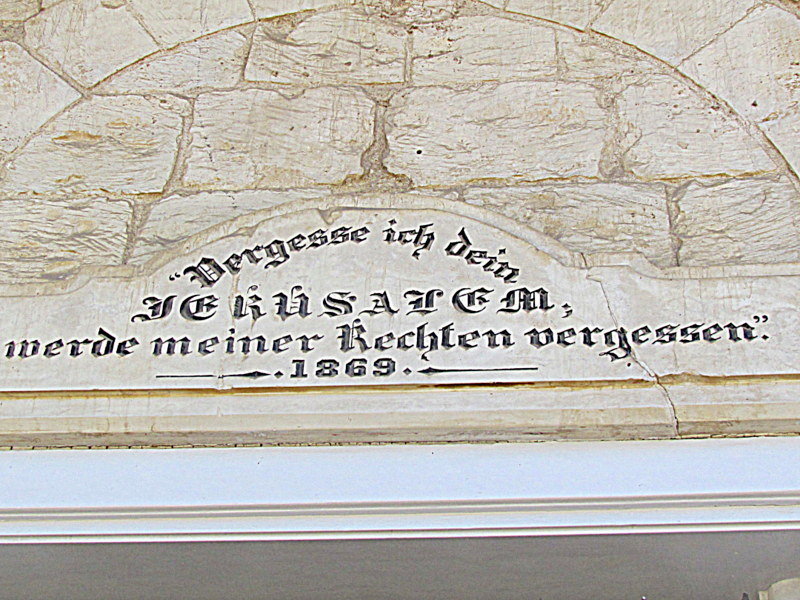 "Vergesse ich dein
JERUSALEM;
werde meiner Rechten vergessen".
.1869.